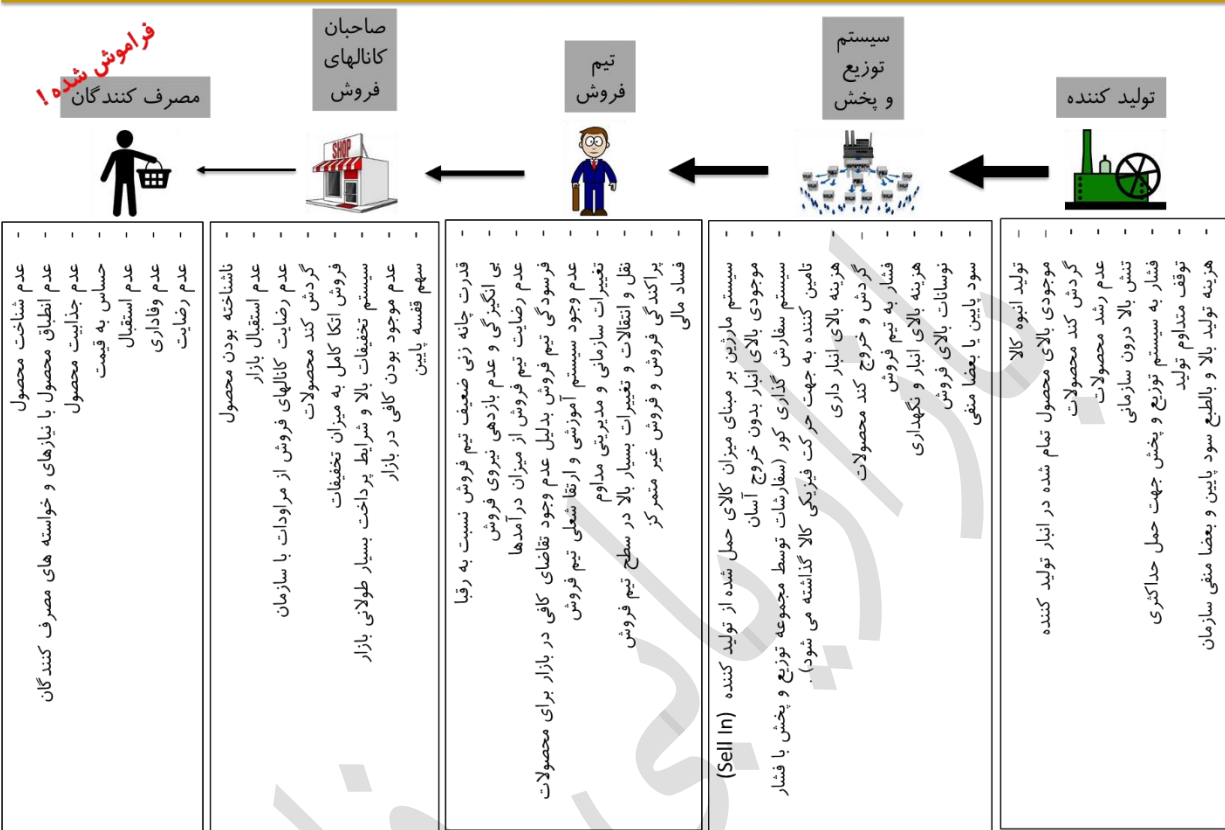 تولید کننده
سیستم
توزیع
و پخش
تیم
فروش
صاحبان
کانالهای
فروش
SHOP
مصرف کنندگان
فراموش شده !
- تولید انبوه کالا
- موجودی بالای محصول تمام شده در انبار تولید کننده
- گردش کند محصولات
- عدم رشد محصولات
- تنش بالا درون سازمانی
- فشار به سیستم توزیع و پخش جهت حمل حداکثری
- توقف متداوم تولید
- هزینه تولید بالا و بالطبع سود پایین و بعضا منفی سازمان
- سیستم مارژین بر مبنای میزان کالای حمل شده از تولید کننده (Sell In)
- موجودی بالای انبار بدون خروج آسان
- سیستم سفارش گذاری کور (سفارشات توسط مجموعه توزیع و پخش با فشار
تامین کننده به جهت حرکت فیزیکی کالا گذاشته می شود).
- هزینه بالای انبار داری
- گردش و خروج کند محصولات
- فشار به تیم فروش
- هزینه بالای انبار و نگهداری
- نوسانات بالای فروش
- سود پایین یا بعضا منفی
- قدرت چانه زنی ضعیف تیم فروش نسبت به رقبا
- بی انگیزگی و عدم بازدهی نیروی فروش
- عدم رضایت تیم فروش از میزان درآمدها
- فرسودگی تیم فروش بدلیل عدم وجود تقاضای کافی در بازار برای محصولات
- عدم وجود سیستم آموزشی و ارتقا شغلی تیم فروش
- تغییرات سازمانی و مدیریتی مداوم
- نقل و انتقالات و تغییرات بسیار بالا در سطح تیم فروش
- پراکندگی فروش و فروش غیر متمرکز
- فساد مالی
- ناشناخته بودن محصول
- عدم استقبال بازار
- عدم رضایت کانالهای فروش از مراودات با سازمان
- گردش کند محصولات
- فروش اتکا کامل به میزان تخفیفات
- سیستم تخفیفات بالا و شرایط پرداخت بسیار طولانی بازار
- عدم موجود بودن کافی در بازار
- سهم قفسه پایین
- عدم شناخت محصول
- عدم انطباق محصول با نیازهای و خواسته های مصرف کنندگان
- عدم جذابیت محصول
- حساس به قیمت
- عدم استقبال
- عدم وفاداری
- عدم رضایت